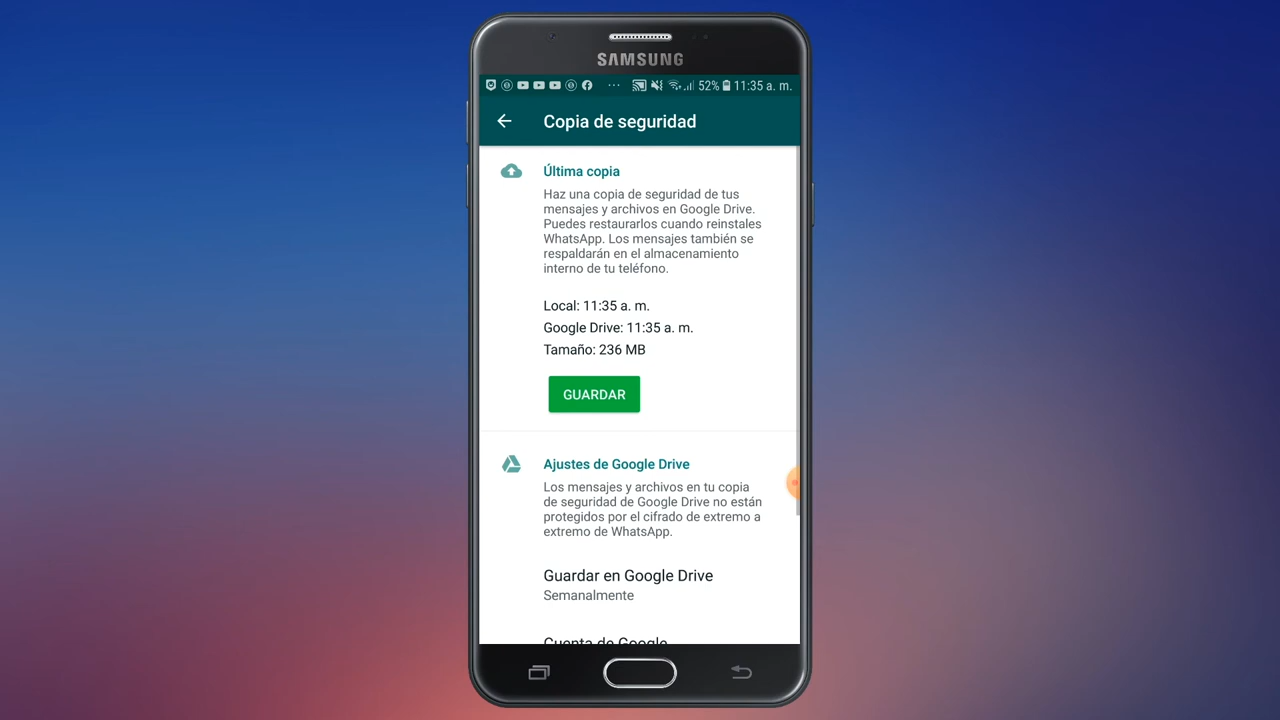 SAMSUNG
52% 11:35 a. m.
Copia de seguridad
Última copia
Haz una copia de seguridad de tus
mensajes y archivos en Google Drive.
Puedes restaurarlos cuando reinstales
WhatsApp. Los mensajes también se
respaldarán en el almacenamiento
interno de tu teléfono.
Local: 11:35 a. m.
Google Drive: 11:35 a. m.
Tamaño: 236 MB
GUARDAR
Ajustes de Google Drive
Los mensajes y archivos en tu copia
de seguridad de Google Drive no están
protegidos por el cifrado de extremo a
extremo de WhatsApp.
Guardar en Google Drive
Semanalmente
Cuenta de Google